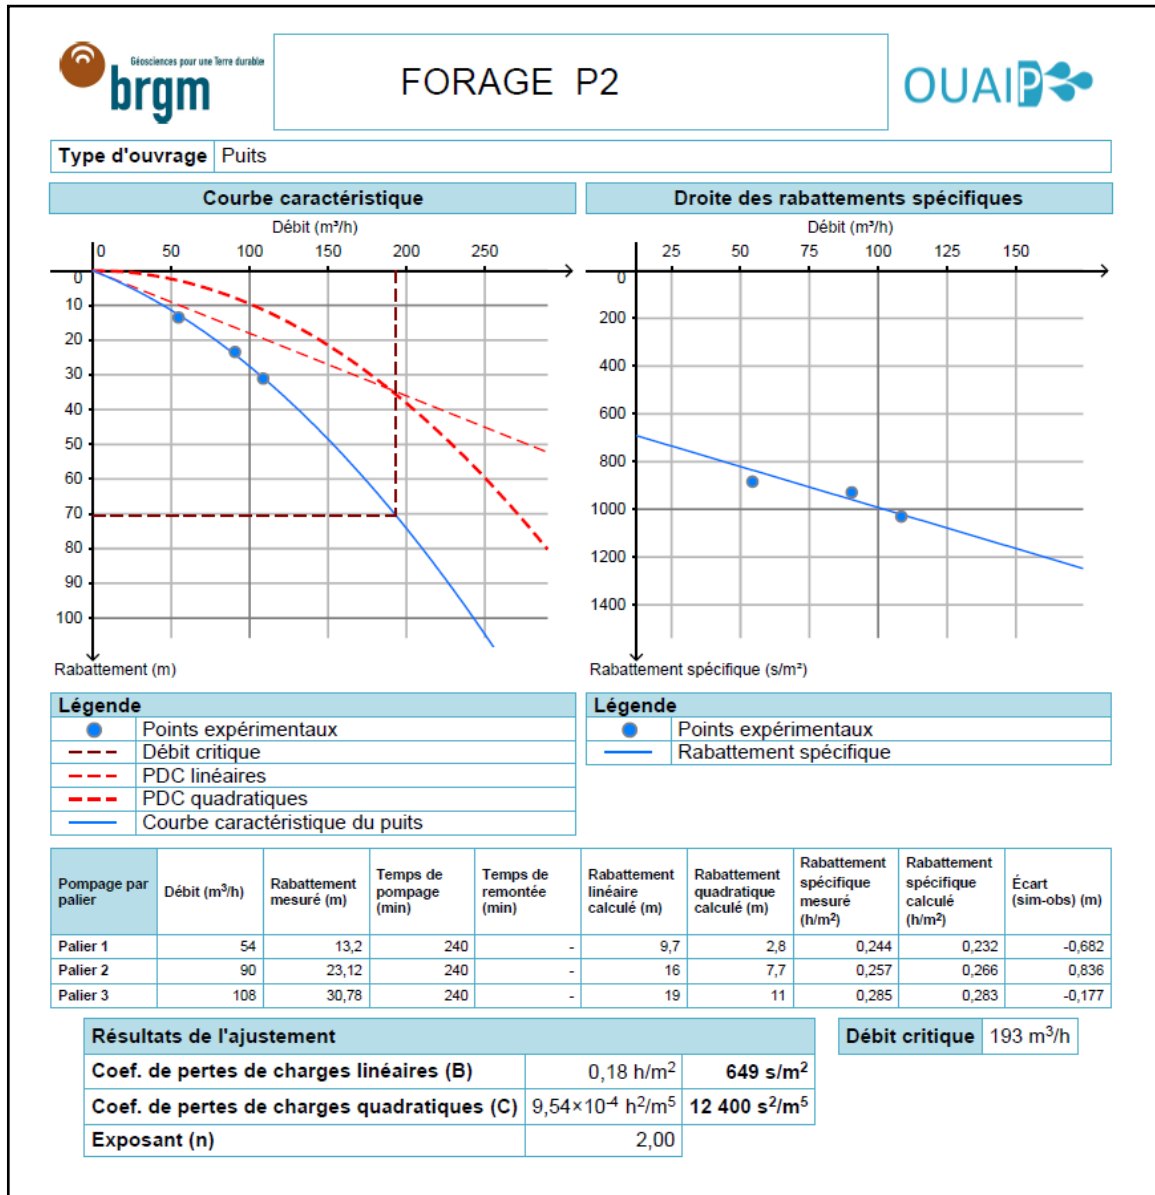 Géosciences pour une Terre durable
brgm
FORAGE P2
OUAIP
Type d'ouvrage Puits
Courbe caractéristique
Débit (m³/h)
0 50 100 150 200 250
0
10
20
30
40
50
60
70
80
90
100
Rabattement (m)
Droite des rabattements spécifiques
Débit (m³/h)
25 50 75 100 125 150
0
200
400
600
800
1000
1200
1400
Rabattement spécifique (s/m²)
Légende
Points expérimentaux
Débit critique
PDC linéaires
PDC quadratiques
Courbe caractéristique du puits
Légende
Points expérimentaux
Rabattement spécifique
Pompage par palier Débit (m³/h) Rabattement mesuré (m) Temps de pompage (min) Temps de remontée (min) Rabattement linéaire calculé (m) Rabattement quadratique calculé (m) Rabattement spécifique mesuré (h/m²) Rabattement spécifique calculé (h/m²) Écart (sim-obs) (m)
Palier 1 54 13,2 240 - 9,7 2,8 0,244 0,232 -0,682
Palier 2 90 23,12 240 - 16 7,7 0,257 0,266 0,836
Palier 3 108 30,78 240 - 19 11 0,285 0,283 -0,177
Résultats de l'ajustement
Coef. de pertes de charges linéaires (B) 0,18 h/m² 649 s/m²
Coef. de pertes de charges quadratiques (C) 9,54×10⁻⁴ h²/m⁵ 12 400 s²/m⁵
Exposant (n) 2,00
Débit critique 193 m³/h